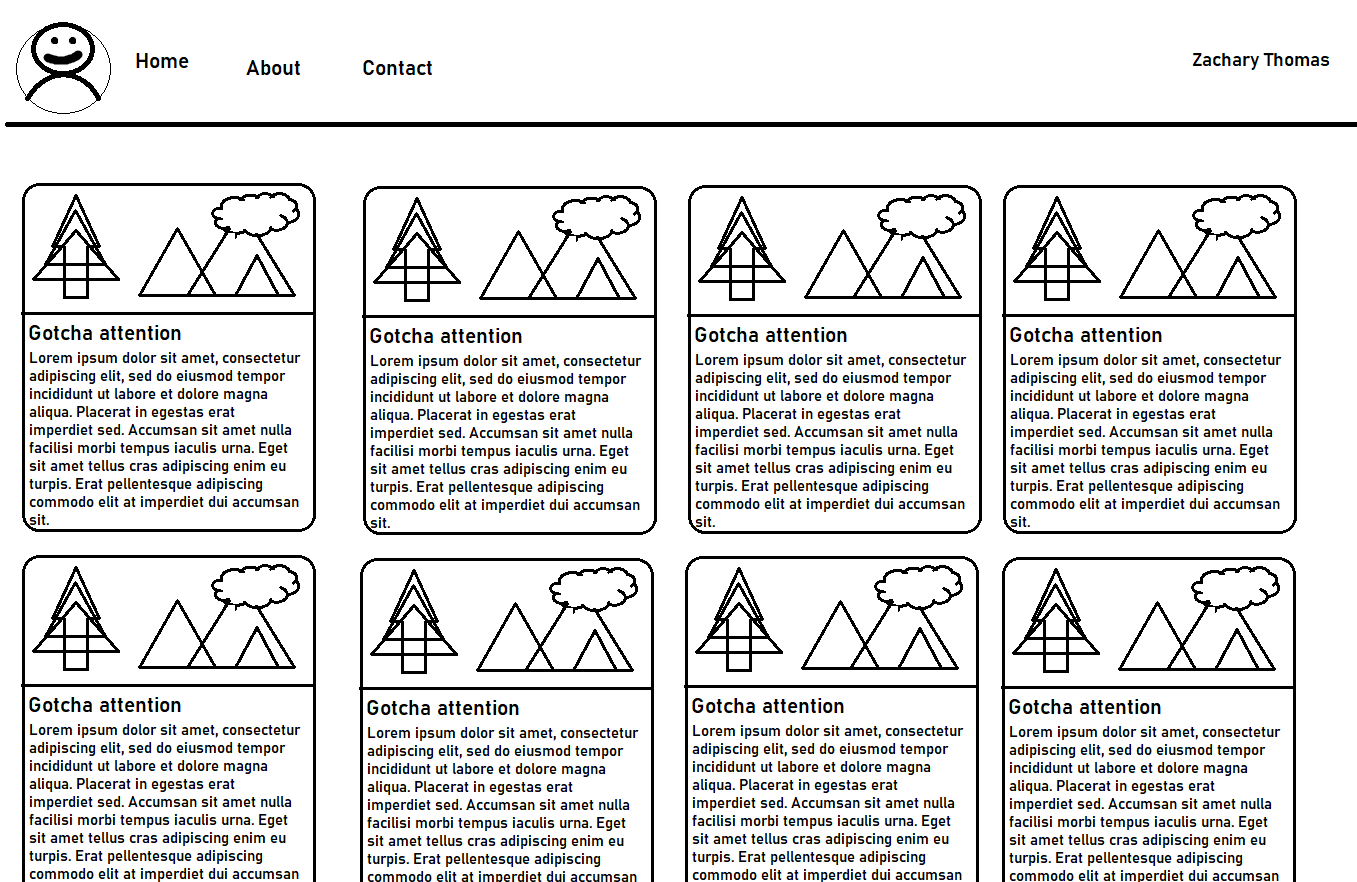 Home
About
Contact
Zachary Thomas
Gotcha attention
Lorem ipsum dolor sit amet, consectetur
adipiscing elit, sed do eiusmod tempor
incididunt ut labore et dolore magna
aliqua. Placerat in egestas erat
imperdiet sed. Accumsan sit amet nulla
facilisi morbi tempus iaculis urna. Eget
sit amet tellus cras adipiscing enim eu
turpis. Erat pellentesque adipiscing
commodo elit at imperdiet dui accumsan
sit.
Gotcha attention
Lorem ipsum dolor sit amet, consectetur
adipiscing elit, sed do eiusmod tempor
incididunt ut labore et dolore magna
aliqua. Placerat in egestas erat
imperdiet sed. Accumsan sit amet nulla
facilisi morbi tempus iaculis urna. Eget
sit amet tellus cras adipiscing enim eu
turpis. Erat pellentesque adipiscing
commodo elit at imperdiet dui accumsan
sit.
Gotcha attention
Lorem ipsum dolor sit amet, consectetur
adipiscing elit, sed do eiusmod tempor
incididunt ut labore et dolore magna
aliqua. Placerat in egestas erat
imperdiet sed. Accumsan sit amet nulla
facilisi morbi tempus iaculis urna. Eget
sit amet tellus cras adipiscing enim eu
turpis. Erat pellentesque adipiscing
commodo elit at imperdiet dui accumsan
sit.
Gotcha attention
Lorem ipsum dolor sit amet, consectetur
adipiscing elit, sed do eiusmod tempor
incididunt ut labore et dolore magna
aliqua. Placerat in egestas erat
imperdiet sed. Accumsan sit amet nulla
facilisi morbi tempus iaculis urna. Eget
sit amet tellus cras adipiscing enim eu
turpis. Erat pellentesque adipiscing
commodo elit at imperdiet dui accumsan
sit.
Gotcha attention
Lorem ipsum dolor sit amet, consectetur
adipiscing elit, sed do eiusmod tempor
incididunt ut labore et dolore magna
aliqua. Placerat in egestas erat
imperdiet sed. Accumsan sit amet nulla
facilisi morbi tempus iaculis urna. Eget
sit amet tellus cras adipiscing enim eu
turpis. Erat pellentesque adipiscing
commodo elit at imperdiet dui accumsan
Gotcha attention
Lorem ipsum dolor sit amet, consectetur
adipiscing elit, sed do eiusmod tempor
incididunt ut labore et dolore magna
aliqua. Placerat in egestas erat
imperdiet sed. Accumsan sit amet nulla
facilisi morbi tempus iaculis urna. Eget
sit amet tellus cras adipiscing enim eu
turpis. Erat pellentesque adipiscing
commodo elit at imperdiet dui accumsan
Gotcha attention
Lorem ipsum dolor sit amet, consectetur
adipiscing elit, sed do eiusmod tempor
incididunt ut labore et dolore magna
aliqua. Placerat in egestas erat
imperdiet sed. Accumsan sit amet nulla
facilisi morbi tempus iaculis urna. Eget
sit amet tellus cras adipiscing enim eu
turpis. Erat pellentesque adipiscing
commodo elit at imperdiet dui accumsan
Gotcha attention
Lorem ipsum dolor sit amet, consectetur
adipiscing elit, sed do eiusmod tempor
incididunt ut labore et dolore magna
aliqua. Placerat in egestas erat
imperdiet sed. Accumsan sit amet nulla
facilisi morbi tempus iaculis urna. Eget
sit amet tellus cras adipiscing enim eu
turpis. Erat pellentesque adipiscing
commodo elit at imperdiet dui accumsan